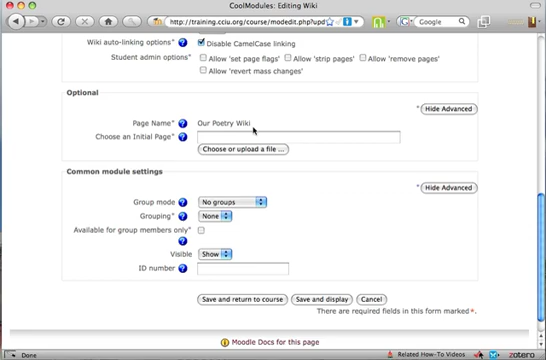 CoolModules: Editing Wiki
http://training.cciu.org/course/modedit.php?upd
Google
Wiki auto-linking options* Disable CamelCase linking
Student admin options* Allow 'set page flags' Allow 'strip pages' Allow 'remove pages'
Allow 'revert mass changes'
Optional
* Hide Advanced
Page Name* Our Poetry Wiki
Choose an Initial Page*
Choose or upload a file ...
Common module settings
* Hide Advanced
Group mode No groups
Grouping* None
Available for group members only*
Visible Show
ID number
Save and return to course Save and display Cancel
There are required fields in this form marked*.
Moodle Docs for this page
Done Related How-To Videos zotero